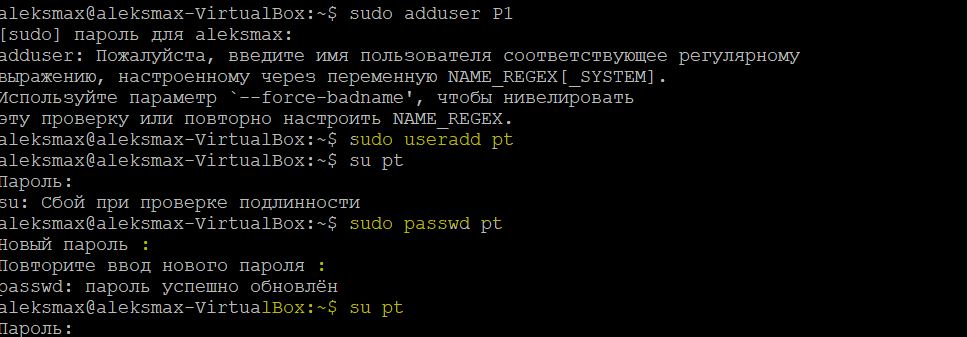 aleksmax@aleksmax-VirtualBox:~$ sudo adduser P1
[sudo] пароль для aleksmax:
adduser: Пожалуйста, введите имя пользователя соответствующее регулярному
выражению, настроенному через переменную NAME_REGEX[_SYSTEM].
Используйте параметр `--force-badname', чтобы нивелировать
эту проверку или повторно настроить NAME_REGEX.
aleksmax@aleksmax-VirtualBox:~$ sudo useradd pt
aleksmax@aleksmax-VirtualBox:~$ su pt
Пароль:
su: Сбой при проверке подлинности
aleksmax@aleksmax-VirtualBox:~$ sudo passwd pt
Новый пароль :
Повторите ввод нового пароля :
passwd: пароль успешно обновлён
aleksmax@aleksmax-VirtualBox:~$ su pt
Пароль: